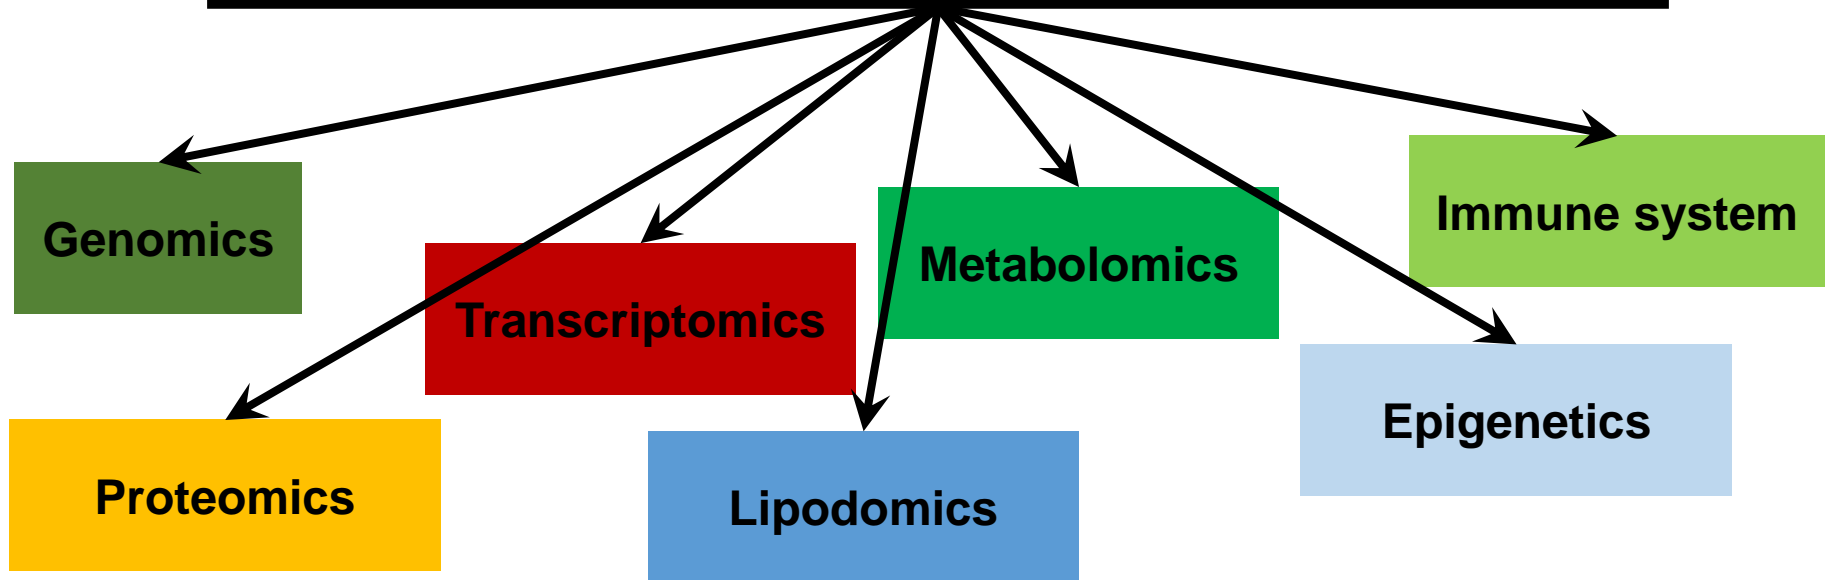 Genomics
Transcriptomics
Metabolomics
Immune system
Proteomics
Lipodomics
Epigenetics